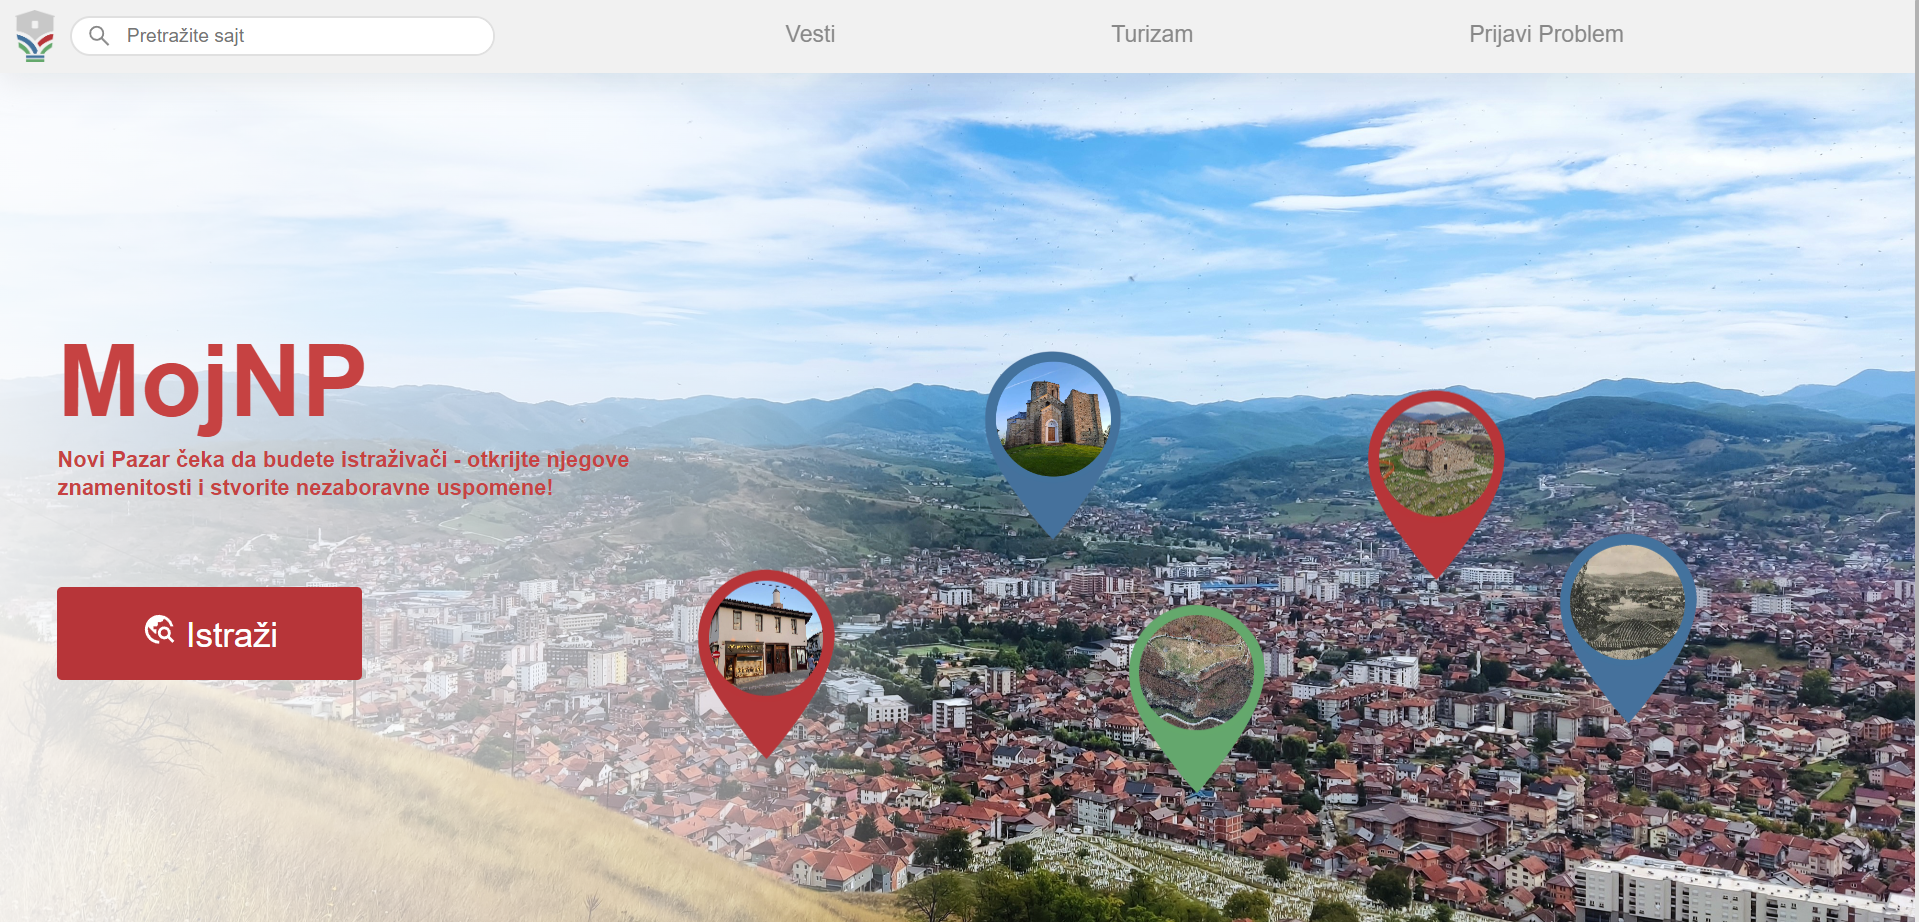 Pretražite sajt
Vesti
Turizam
Prijavi Problem
MojNP
Novi Pazar čeka da budete istraživači - otkrijte njegove
znamenitosti i stvorite nezaboravne uspomene!
Istraži